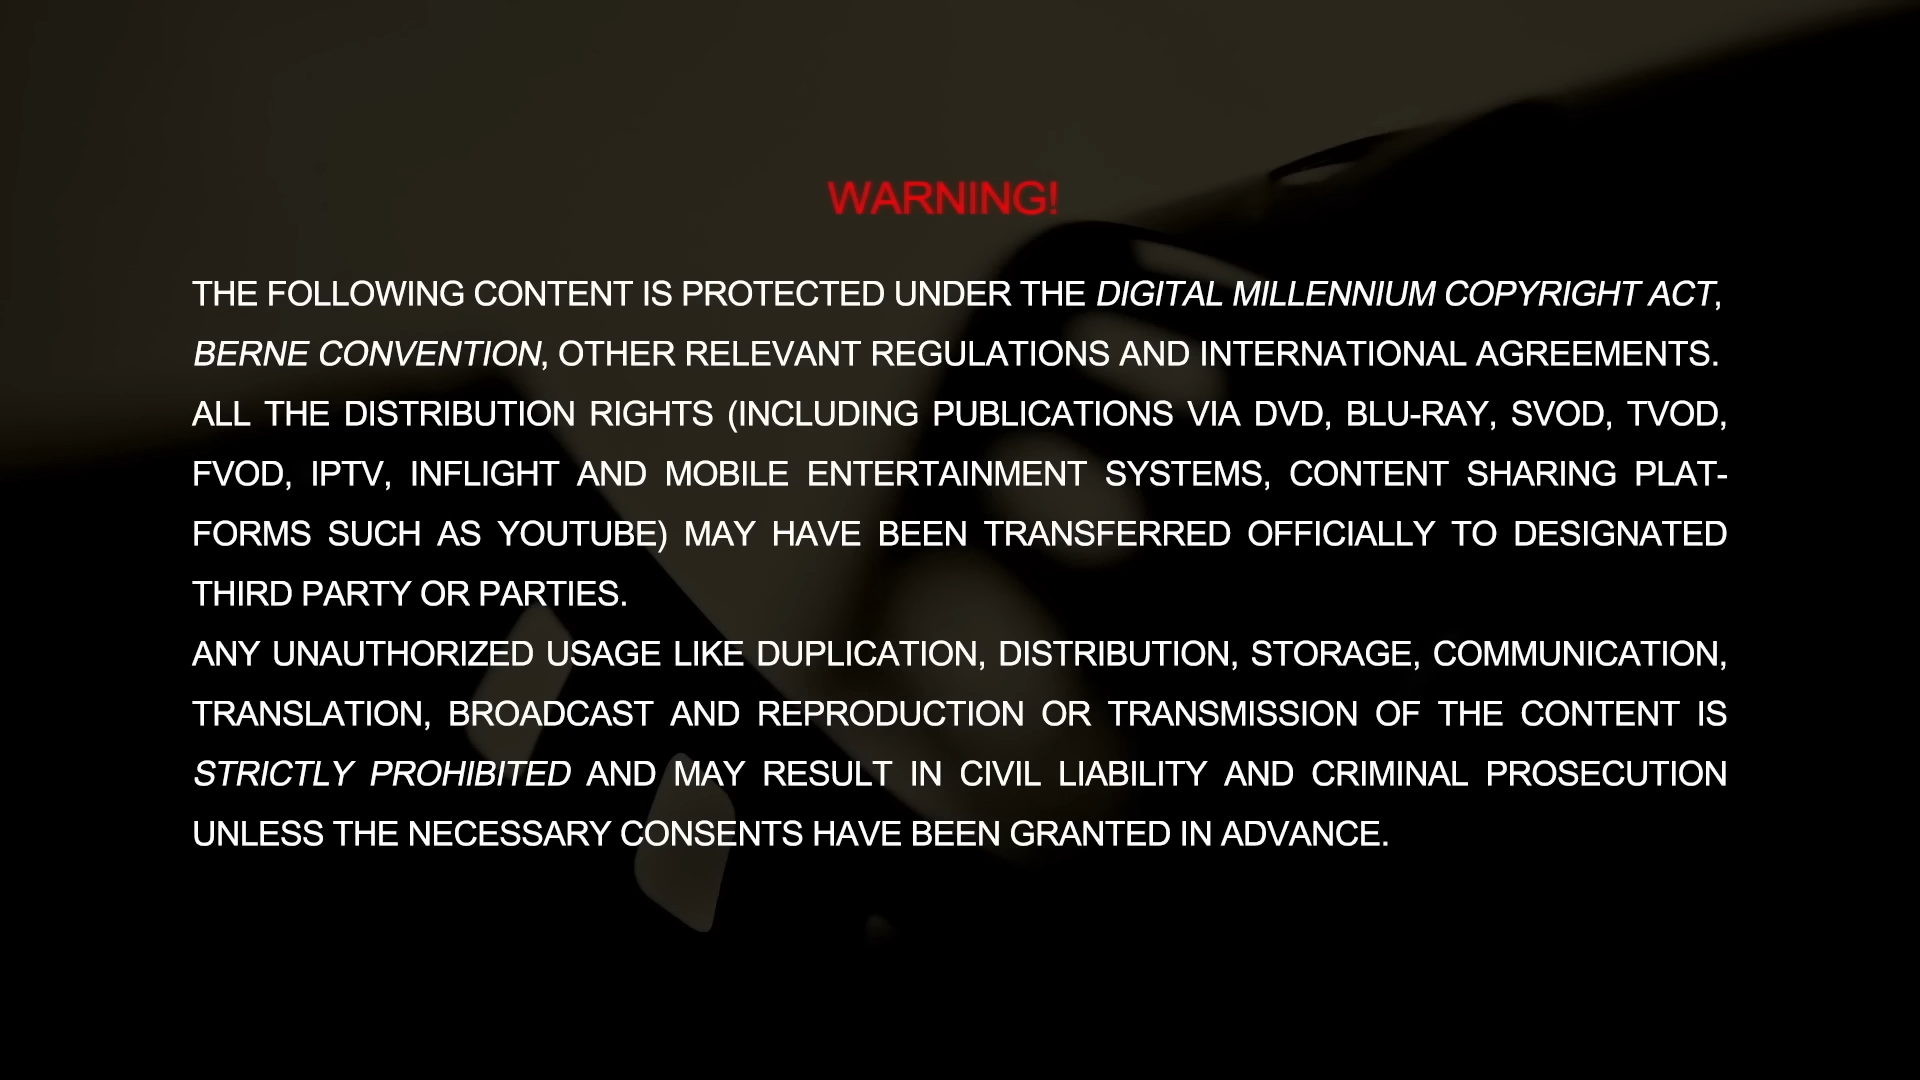 WARNING!
THE FOLLOWING CONTENT IS PROTECTED UNDER THE DIGITAL MILLENNIUM COPYRIGHT ACT,
BERNE CONVENTION, OTHER RELEVANT REGULATIONS AND INTERNATIONAL AGREEMENTS.
ALL THE DISTRIBUTION RIGHTS (INCLUDING PUBLICATIONS VIA DVD, BLU-RAY, SVOD, TVOD,
FVOD, IPTV, INFLIGHT AND MOBILE ENTERTAINMENT SYSTEMS, CONTENT SHARING PLAT-
FORMS SUCH AS YOUTUBE) MAY HAVE BEEN TRANSFERRED OFFICIALLY TO DESIGNATED
THIRD PARTY OR PARTIES.
ANY UNAUTHORIZED USAGE LIKE DUPLICATION, DISTRIBUTION, STORAGE, COMMUNICATION,
TRANSLATION, BROADCAST AND REPRODUCTION OR TRANSMISSION OF THE CONTENT IS
STRICTLY PROHIBITED AND MAY RESULT IN CIVIL LIABILITY AND CRIMINAL PROSECUTION
UNLESS THE NECESSARY CONSENTS HAVE BEEN GRANTED IN ADVANCE.